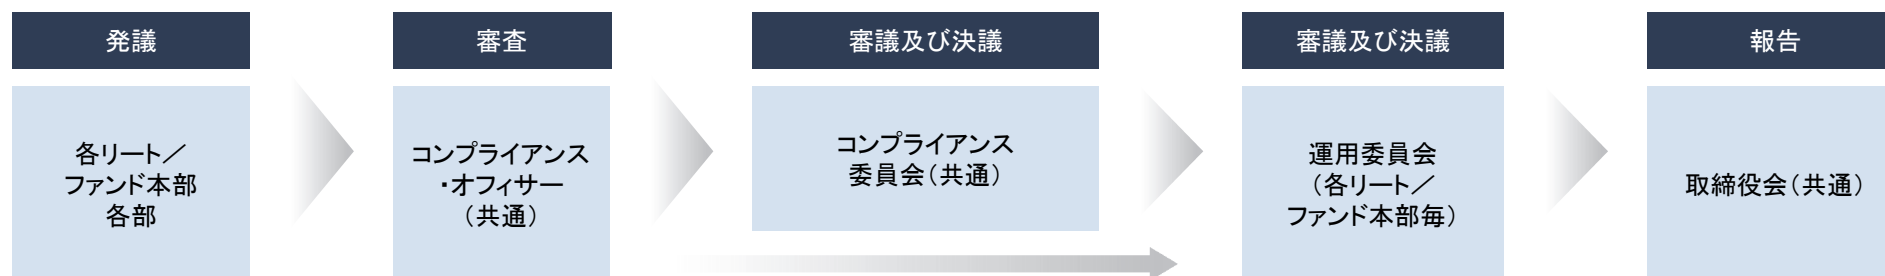 発議
各リート／
ファンド本部
各部
審査
コンプライアンス
・オフィサー
（共通）
審議及び決議
コンプライアンス
委員会（共通）
審議及び決議
運用委員会
（各リート／
ファンド本部毎）
報告
取締役会（共通）